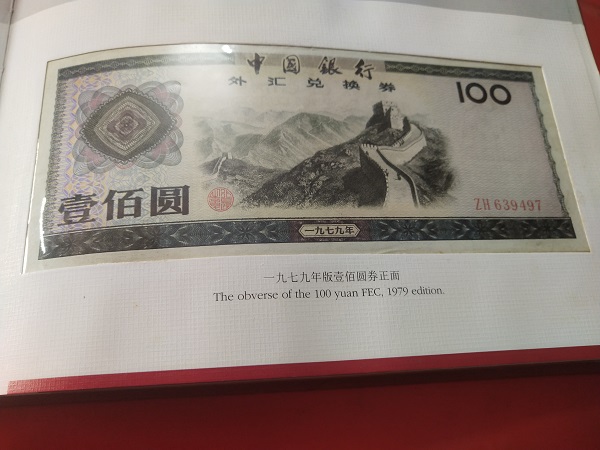 中国银行
外汇兑换券
100
壹佰圆
ZH 639497
一九七九年
一九七九年版壹佰圆券正面
The obverse of the 100 yuan FEC, 1979 edition.